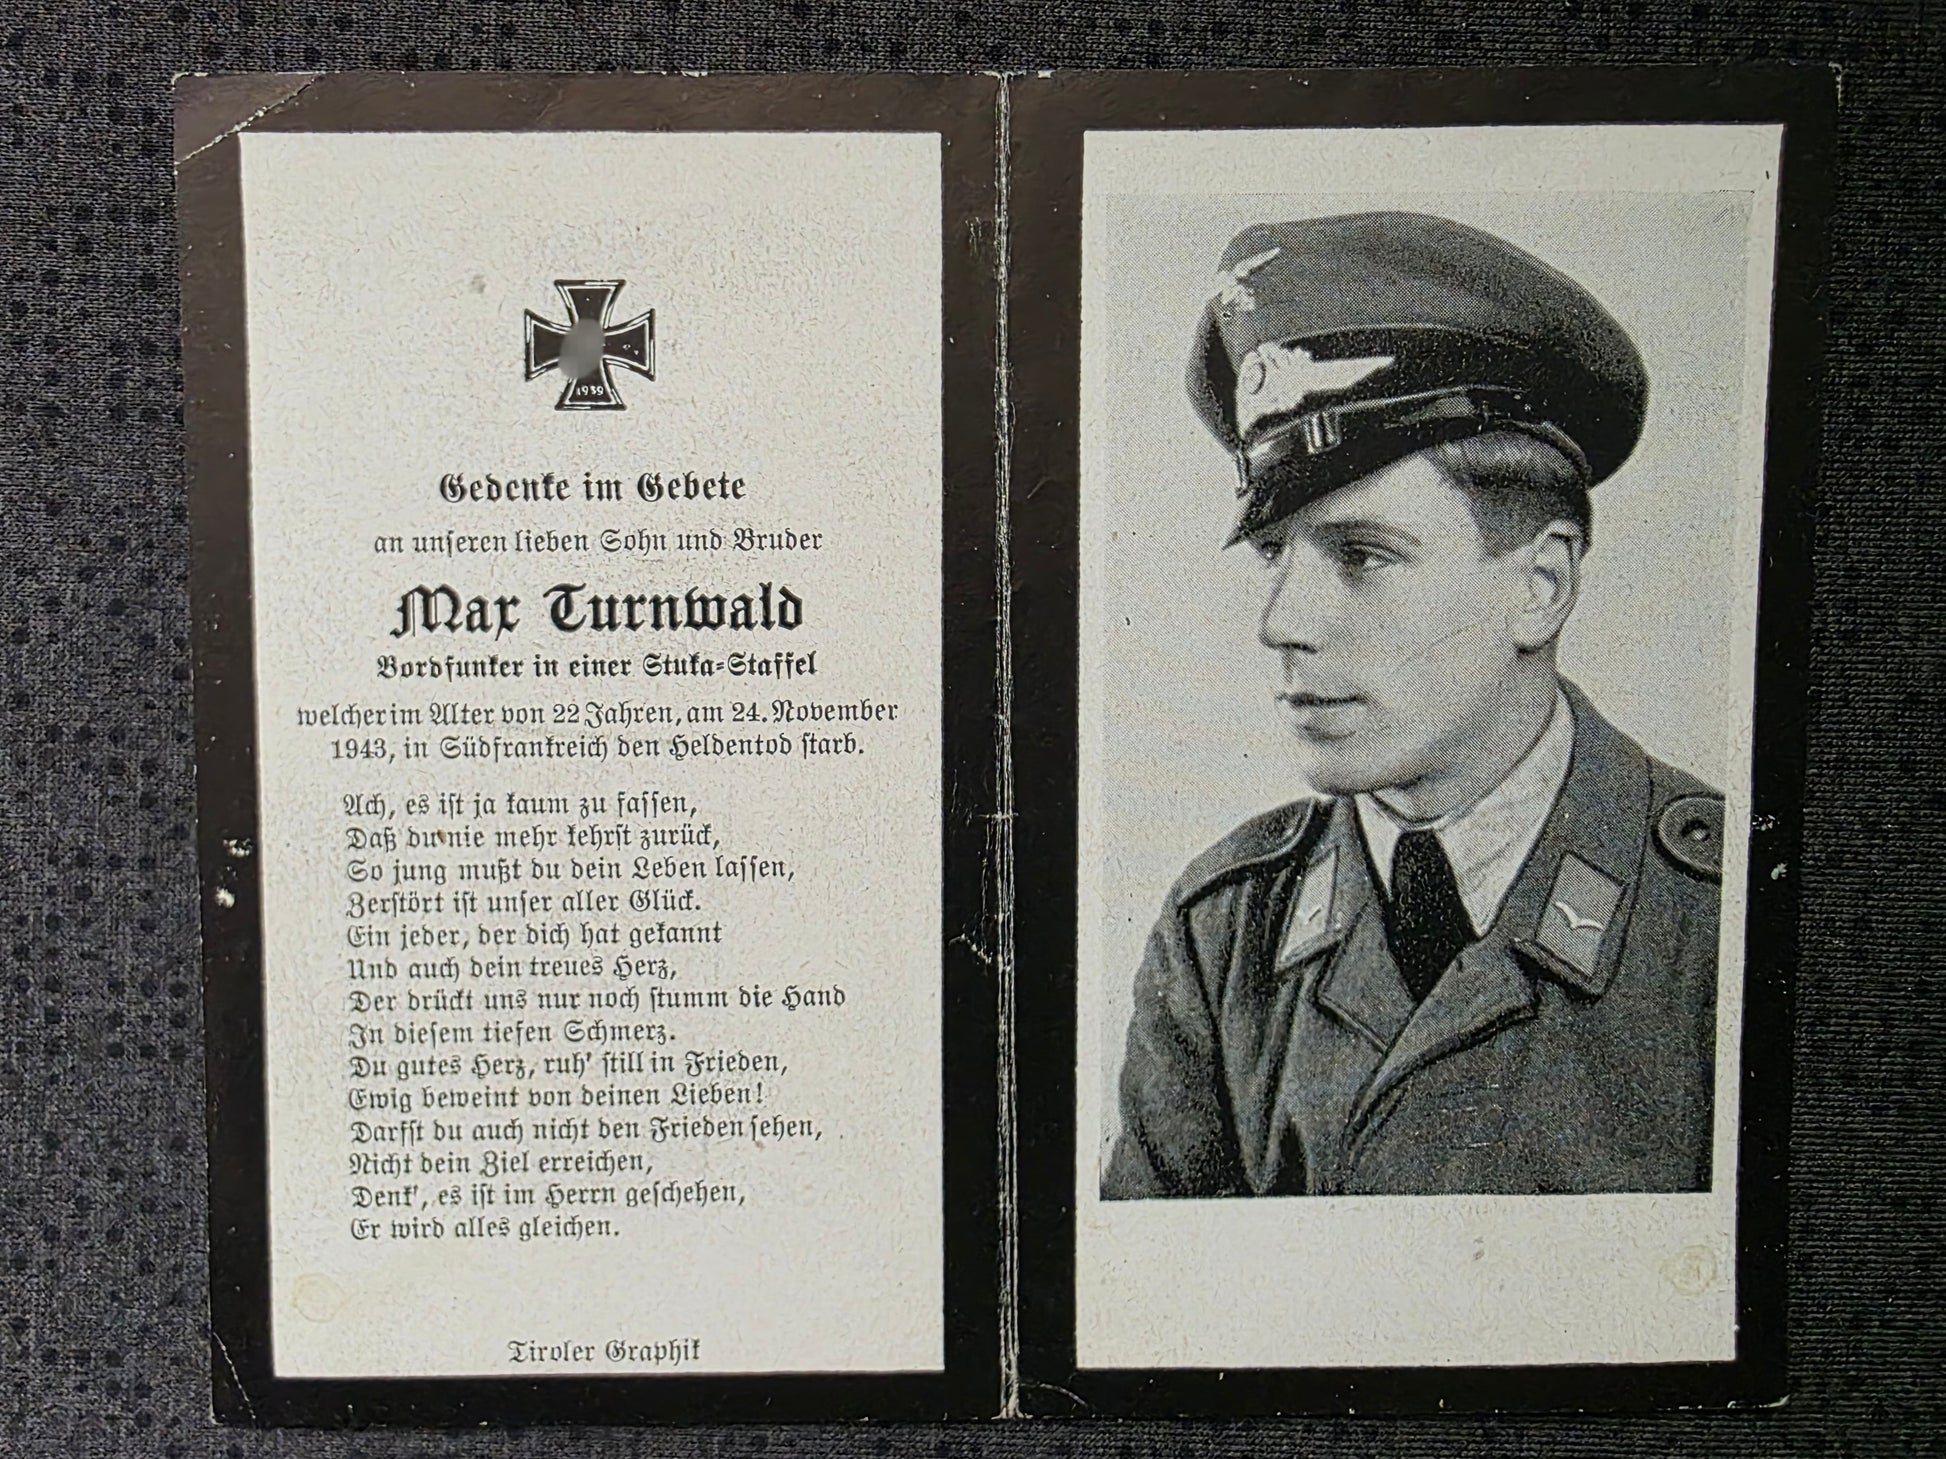 1939
Gedenke im Gebete
an unseren lieben Sohn und Bruder
Max Turnwald
Bordfunker in einer Stuka-Staffel
welcher im Alter von 22 Jahren, am 24. November
1943, in Südfrankreich den Heldentod starb.
Ach, es ist ja kaum zu fassen,
Daß du nie mehr kehrst zurück,
So jung mußt du dein Leben lassen,
Zerstört ist unser aller Glück.
Ein jeder, der dich hat gekannt
Und auch dein treues Herz,
Der drückt uns nur noch stumm die Hand
In diesem tiefen Schmerz.
Du gutes Herz, ruh' still in Frieden,
Ewig beweint von deinen Lieben!
Darfst du auch nicht den Frieden sehen,
Nicht dein Ziel erreichen,
Denk', es ist im Herrn geschehen,
Er wird alles gleichen.
Tiroler Graphik